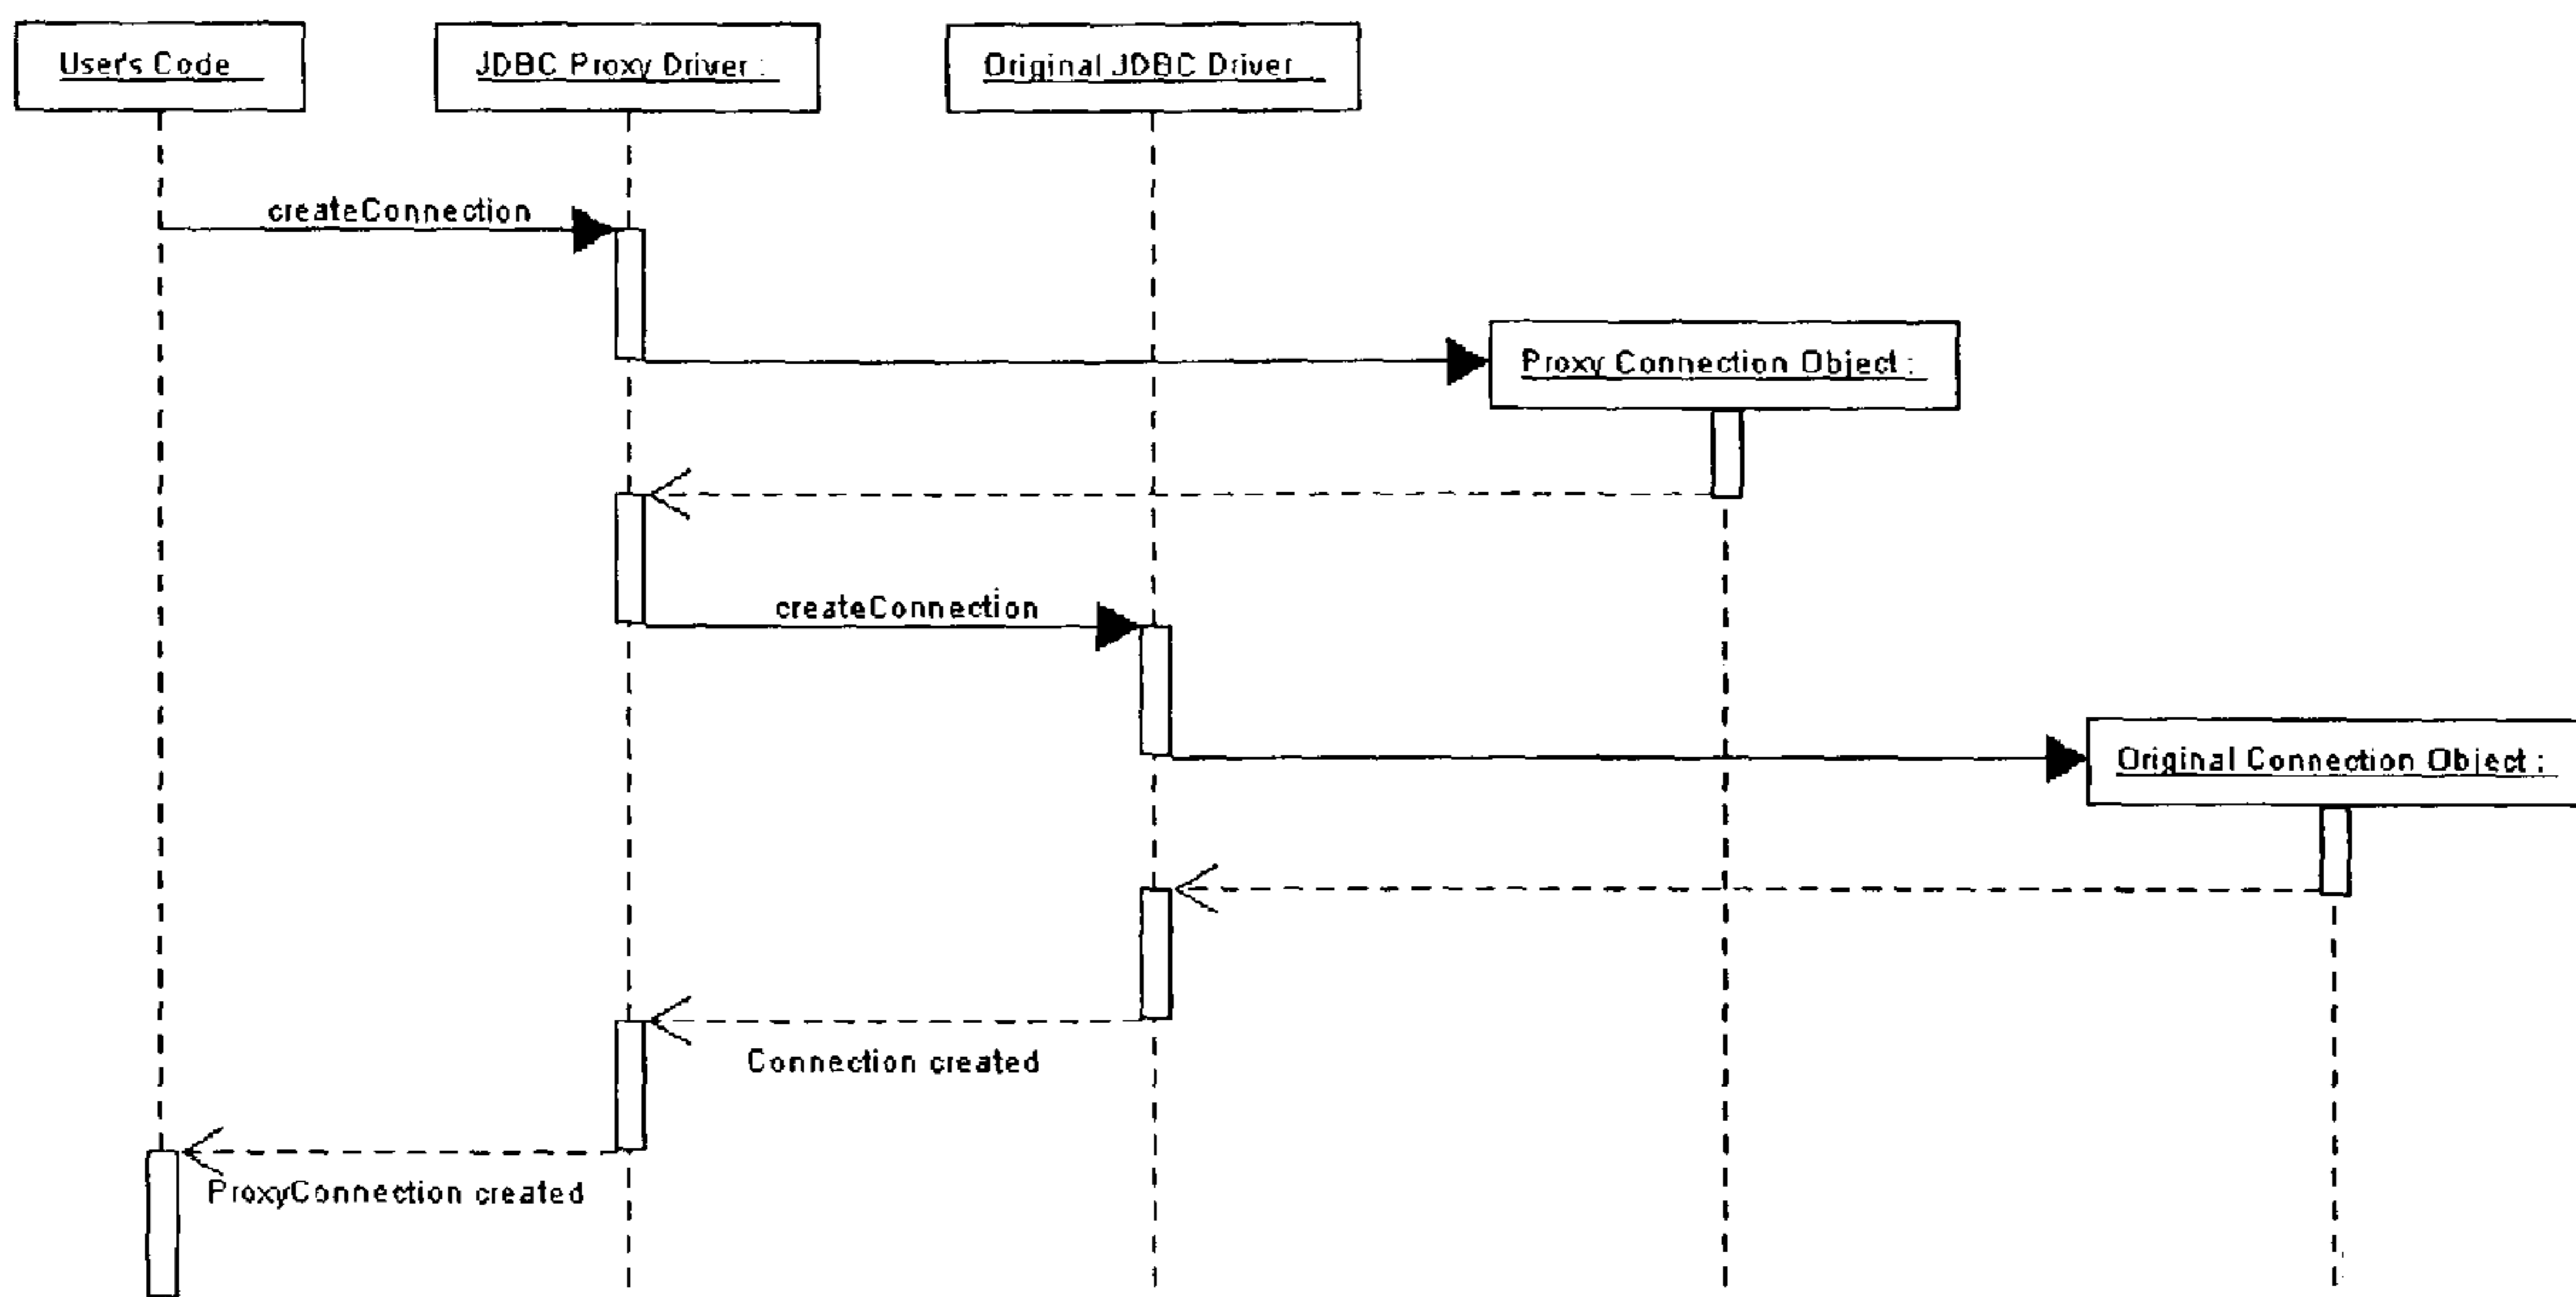 User's Code
JDBC Proxy Driver :
Original JDBC Driver
createConnection
Proxy Connection Object :
createConnection
Original Connection Object :
Connection created
ProxyConnection created